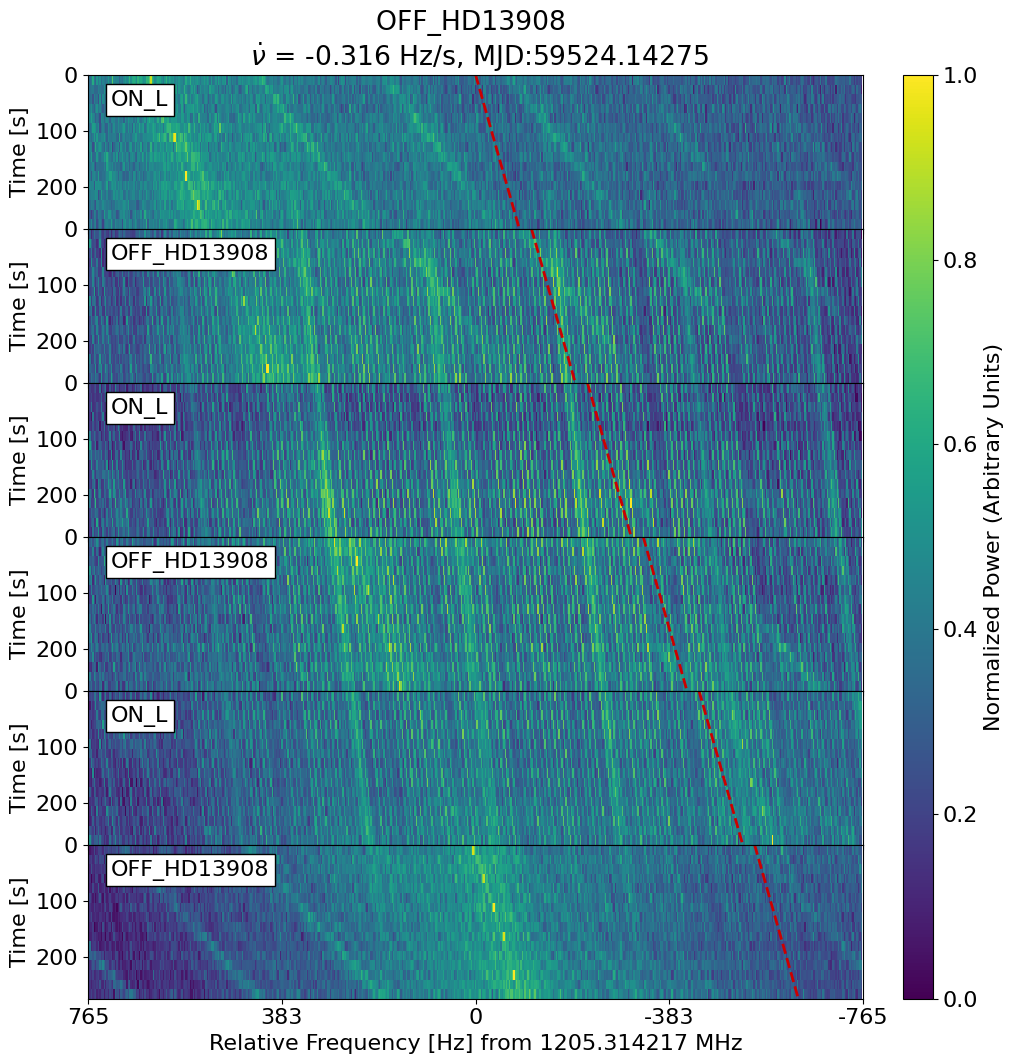 OFF_HD13908
ν̇ = -0.316 Hz/s, MJD:59524.14275
0
100
200
Time [s]
ON_L
0
100
200
Time [s]
OFF_HD13908
0
100
200
Time [s]
ON_L
0
100
200
Time [s]
OFF_HD13908
0
100
200
Time [s]
ON_L
0
100
200
Time [s]
OFF_HD13908
765
383
0
-383
-765
Relative Frequency [Hz] from 1205.314217 MHz
1.0
0.8
0.6
0.4
0.2
0.0
Normalized Power (Arbitrary Units)